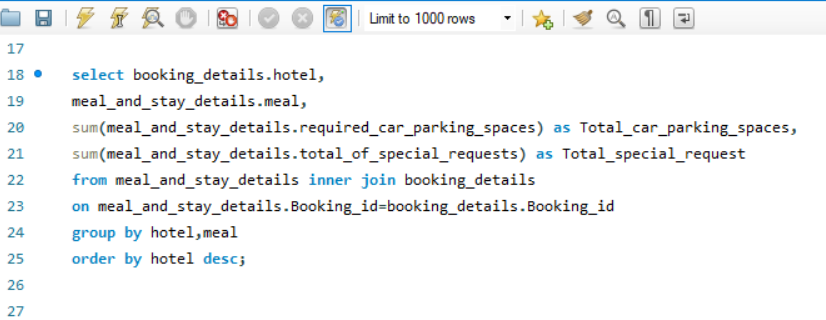 Limit to 1000 rows
17
18 select booking_details.hotel,
19 meal_and_stay_details.meal,
20 sum(meal_and_stay_details.required_car_parking_spaces) as Total_car_parking_spaces,
21 sum(meal_and_stay_details.total_of_special_requests) as Total_special_request
22 from meal_and_stay_details inner join booking_details
23 on meal_and_stay_details.Booking_id=booking_details.Booking_id
24 group by hotel,meal
25 order by hotel desc;
26
27